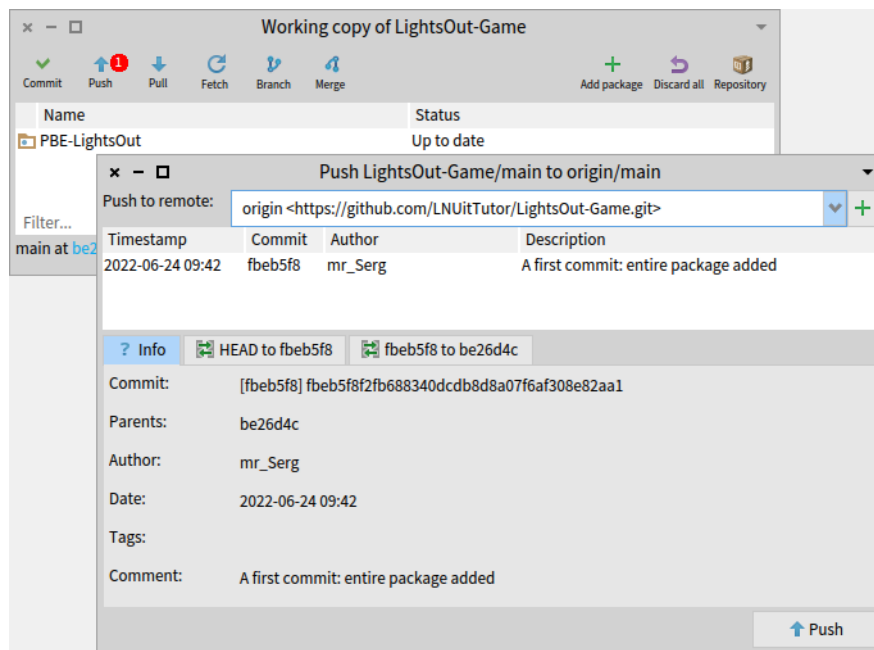 Working copy of LightsOut-Game
1
Commit Push Pull Fetch Branch Merge Add package Discard all Repository
Name Status
PBE-LightsOut Up to date
Filter...
main at be2
Push LightsOut-Game/main to origin/main
Push to remote: origin <https://github.com/LNUitTutor/LightsOut-Game.git>
Timestamp Commit Author Description
2022-06-24 09:42 fbeb5f8 mr_Serg A first commit: entire package added
? Info HEAD to fbeb5f8 fbeb5f8 to be26d4c
Commit: [fbeb5f8] fbeb5f8f2fb688340dcdb8d8a07f6af308e82aa1
Parents: be26d4c
Author: mr_Serg
Date: 2022-06-24 09:42
Tags:
Comment: A first commit: entire package added
Push